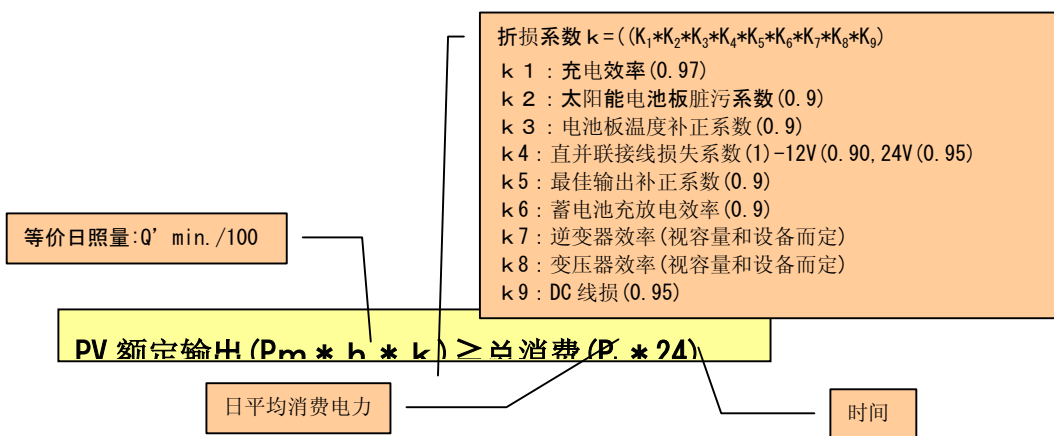 折损系数ｋ=((K₁*K₂*K₃*K₄*K₅*K₆*K₇*K₈*K₉)
ｋ１：充电效率(0.97)
ｋ２：太阳能电池板脏污系数(0.9)
ｋ３：电池板温度补正系数(0.9)
ｋ4：直并联接线损失系数(1)-12V(0.90,24V(0.95)
ｋ5：最佳输出补正系数(0.9)
ｋ6：蓄电池充放电效率(0.9)
ｋ7：逆变器效率(视容量和设备而定)
ｋ8：变压器效率(视容量和设备而定)
ｋ9：DC线损(0.95)
等价日照量:Q’ min./100
PV 额定输出(Pm * h * k)≧总消费(P * 24)
日平均消费电力
时间